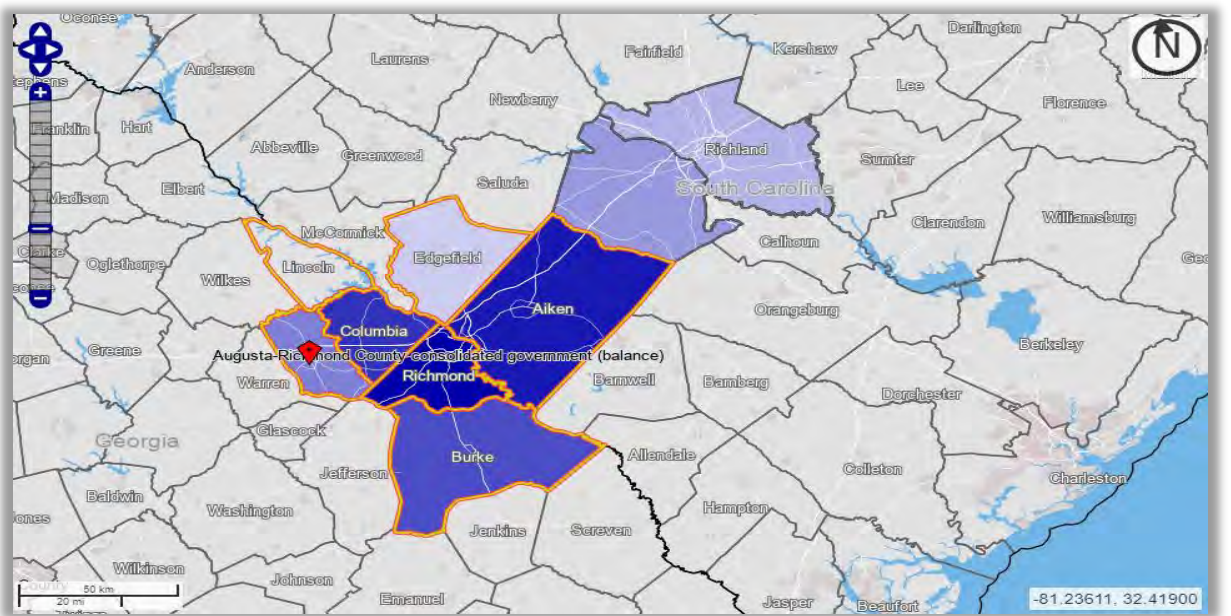 Oconee
Darlington
Laurens
Fairfield
Kershaw
N
Anderson
Lee
Newberry
Florence
Franklin
Hart
Abbeville
Greenwood
Richland
Sumter
Elbert
Saluda
South Carolina
Madison
Clarendon
Williamsburg
McCormick
Calhoun
Clarke
Oglethorpe
Edgefield
Lincoln
Wilkes
Aiken
Orangeburg
Columbia
Greene
Berkeley
Augusta-Richmond County consolidated government (balance)
Richmond
Warren
Barnwell
Bamberg
Dorchester
Glascock
Georgia
Burke
Allendale
Jefferson
Colleton
Charleston
Baldwin
Washington
Hampton
Jenkins
Screven
Wilkinson
Johnson
50 km
20 mi
Emanuel
Jasper
Beaufort
-81.23611, 32.41900